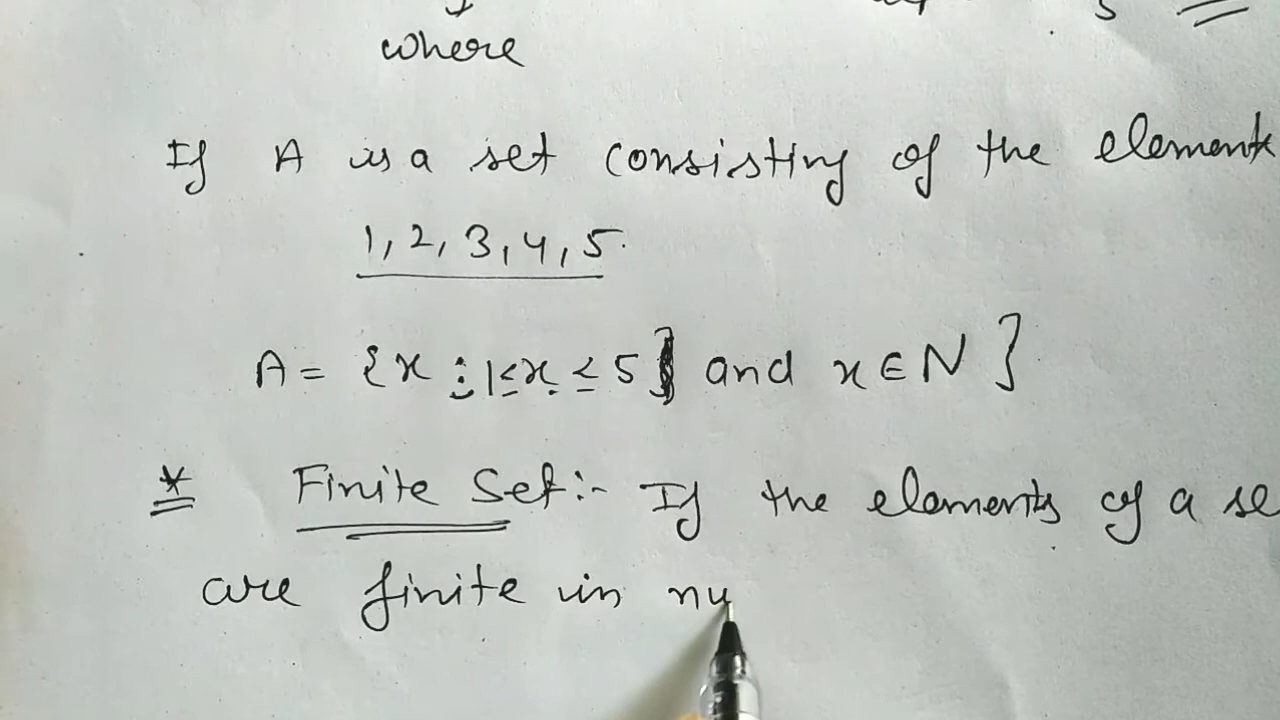 where
If A is a set consisting of the elements
1, 2, 3, 4, 5.
A = {x : 1 ≤ x ≤ 5 and x ∈ N }
* Finite Set:- If the elements of a se
are finite in nu